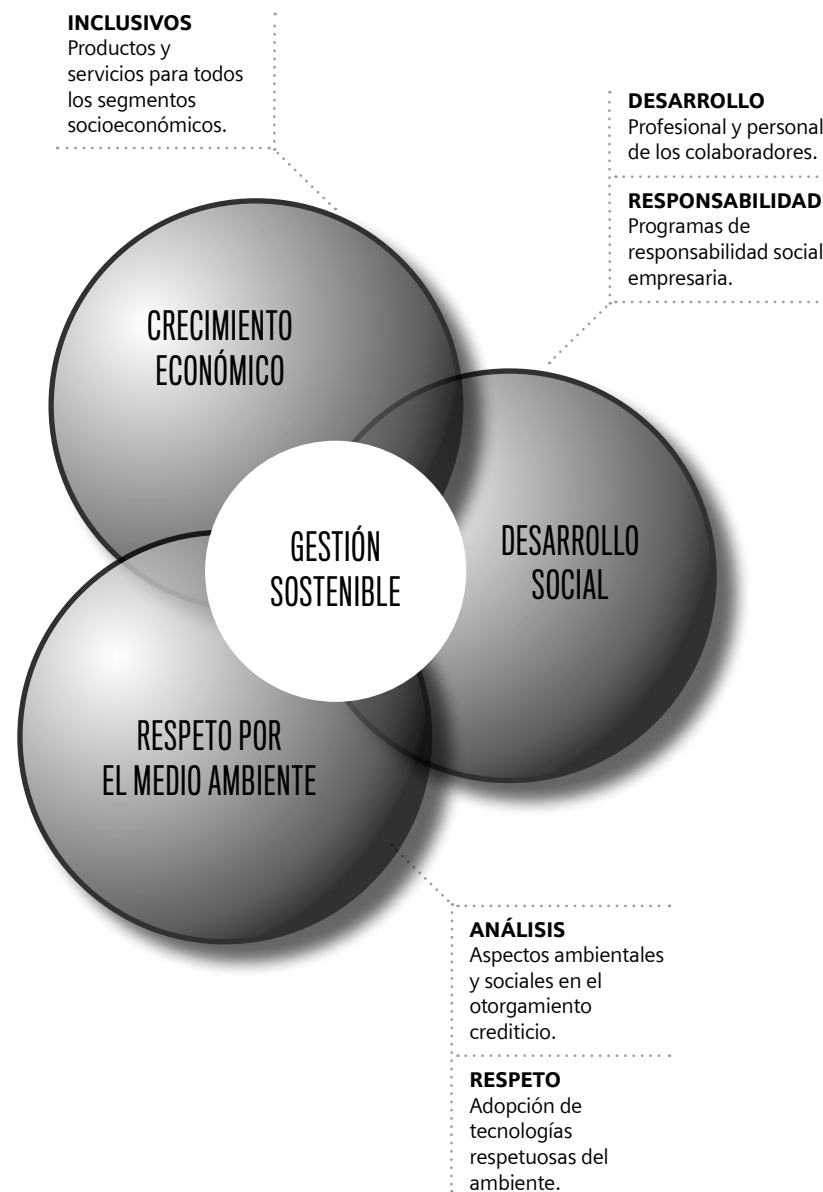 INCLUSIVOS
Productos y
servicios para todos
los segmentos
socioeconómicos.
DESARROLLO
Profesional y personal
de los colaboradores.
RESPONSABILIDAD
Programas de
responsabilidad social
empresaria.
CRECIMIENTO
ECONÓMICO
GESTIÓN
SOSTENIBLE
DESARROLLO
SOCIAL
RESPETO POR
EL MEDIO AMBIENTE
ANÁLISIS
Aspectos ambientales
y sociales en el
otorgamiento
crediticio.
RESPETO
Adopción de
tecnologías
respetuosas del
ambiente.